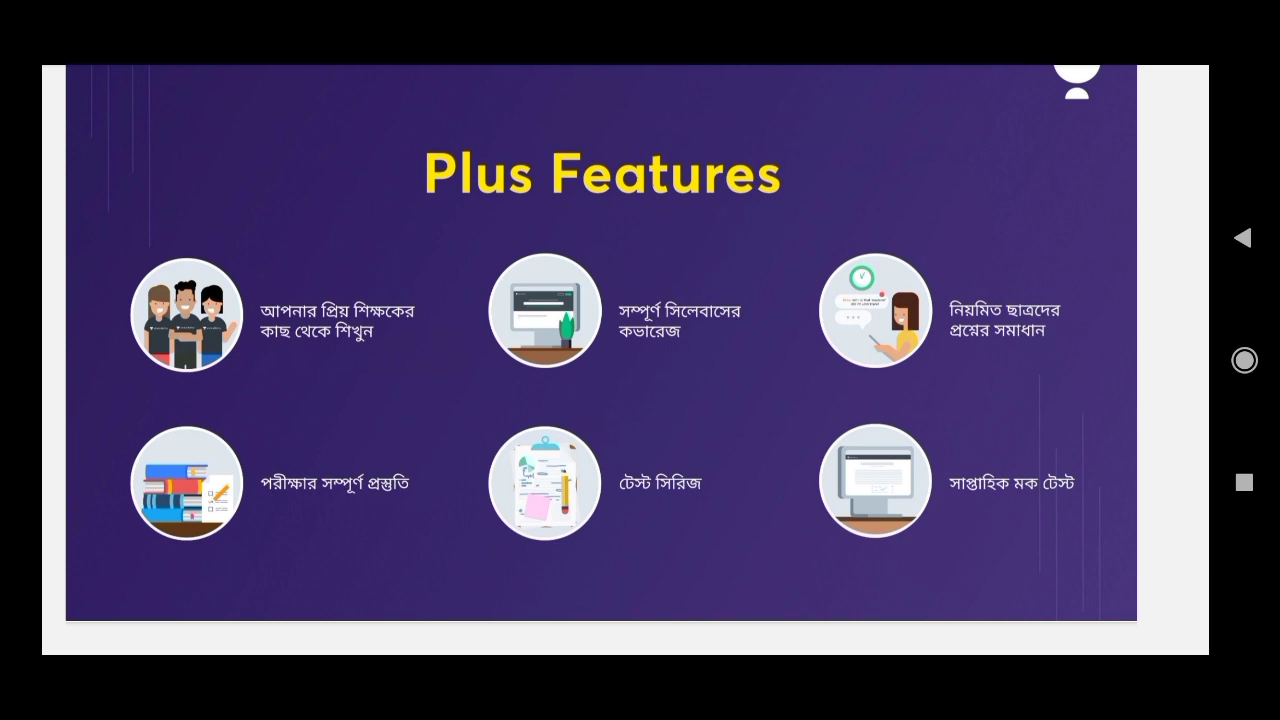 Plus Features
আপনার প্রিয় শিক্ষকের
কাছ থেকে শিখুন
সম্পূর্ণ সিলেবাসের
কভারেজ
নিয়মিত ছাত্রদের
প্রশ্নের সমাধান
পরীক্ষার সম্পূর্ণ প্রস্তুতি
টেস্ট সিরিজ
সাপ্তাহিক মক টেস্ট